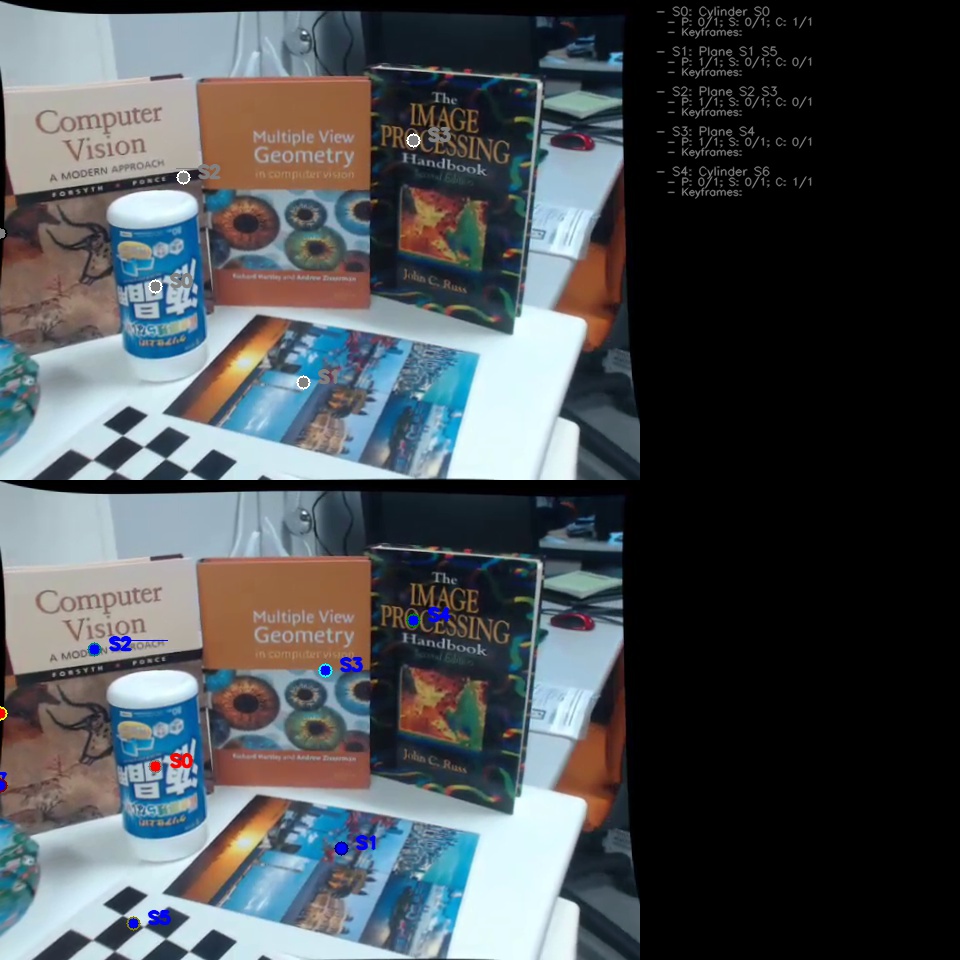 S0: Cylinder S0
P: 0/1; S: 0/1; C: 1/1
Keyframes:
S1: Plane S1 S5
P: 1/1; S: 0/1; C: 0/1
Keyframes:
S2: Plane S2 S3
P: 1/1; S: 0/1; C: 0/1
Keyframes:
S3: Plane S4
P: 1/1; S: 0/1; C: 0/1
Keyframes:
S4: Cylinder S6
P: 0/1; S: 0/1; C: 1/1
Keyframes:
Computer
Vision
A MODERN APPROACH
FORSYTH PONCE
S2
Multiple View
Geometry
in computer vision
Richard Hartley and Andrew Zisserman
The
IMAGE
PROCESSING
S3
Handbook
Second Edition
John C. Russ
S0
S1
Computer
Vision
S2
FORSYTH PONCE
Multiple View
Geometry
in computer vision
S3
Richard Hartley and Andrew Zisserman
The
IMAGE
PROCESSING
S4
Handbook
Second Edition
John C. Russ
S0
S1
S5